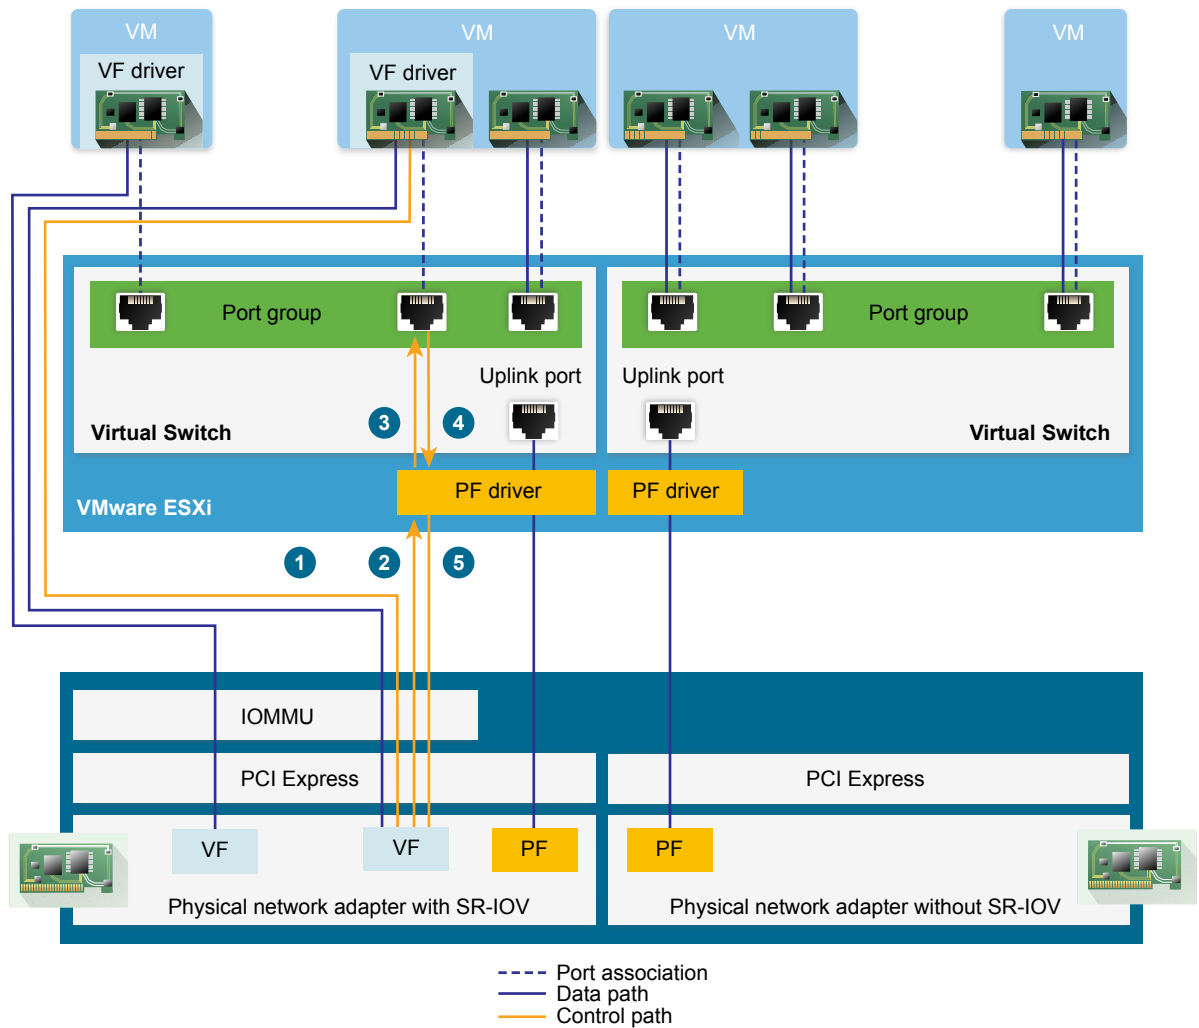 VM
VM
VM
VM
VF driver
VF driver
Port group
Port group
Uplink port
Uplink port
3
4
Virtual Switch
Virtual Switch
PF driver
PF driver
VMware ESXi
1
2
5
IOMMU
PCI Express
PCI Express
VF
VF
PF
PF
Physical network adapter with SR-IOV
Physical network adapter without SR-IOV
Port association
Data path
Control path